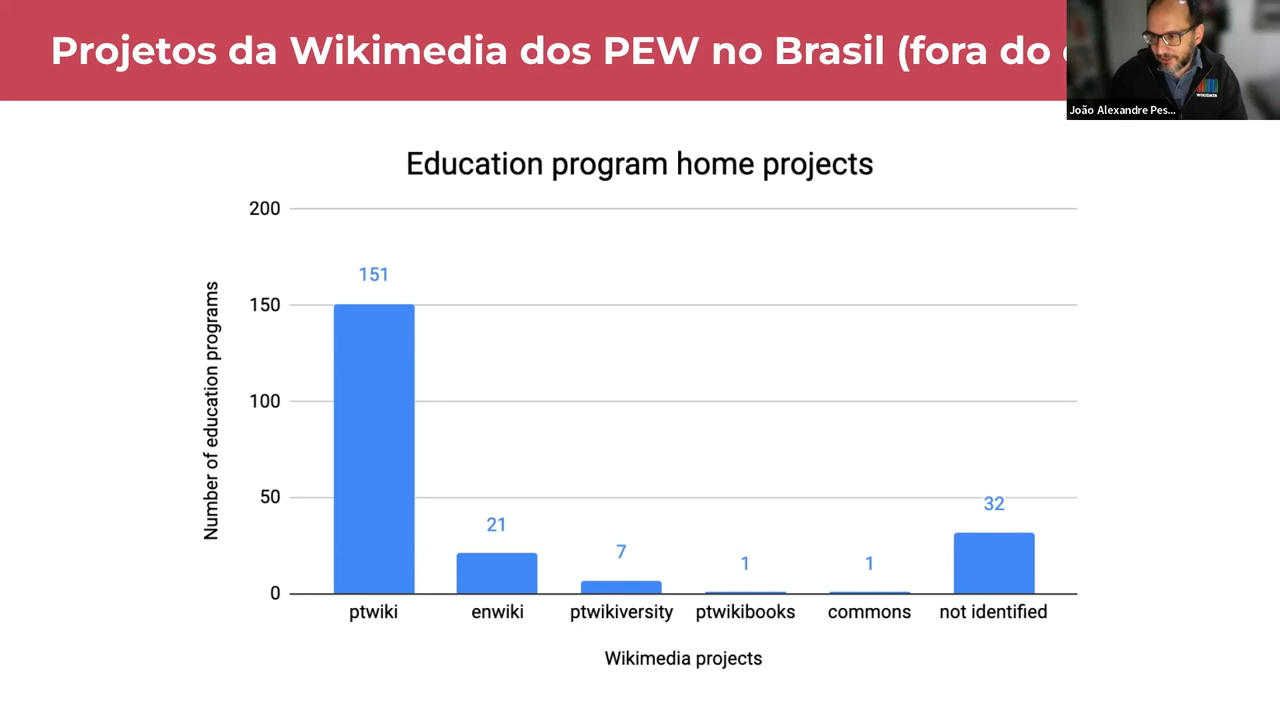 Projetos da Wikimedia dos PEW no Brasil (fora do
WIKIDATA
João Alexandre Pes...
Education program home projects
200
150
100
50
0
Number of education programs
151
21
7
1
1
32
ptwiki
enwiki
ptwikiversity
ptwikibooks
commons
not identified
Wikimedia projects